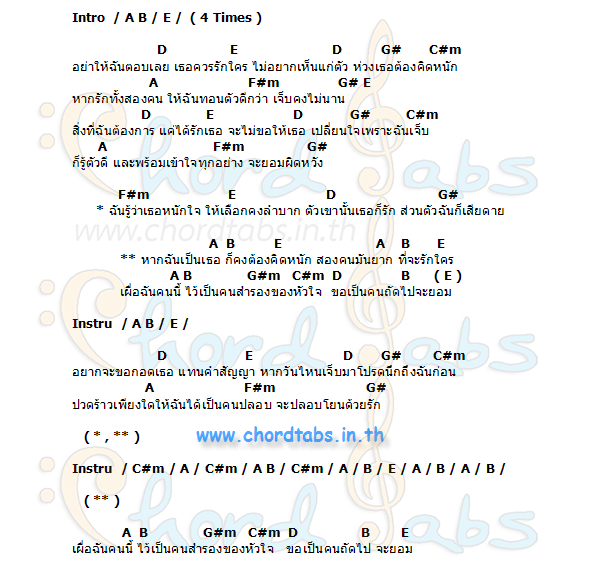 Intro / A B / E / ( 4 Times )
D E D G# C#m
อย่าให้ฉันตอบเลย เธอควรรักใคร ไม่อยากเห็นแก่ตัว ห่วงเธอต้องคิดหนัก
A F#m G# E
หากรักทั้งสองคน ให้ฉันทอนตัวดีกว่า เจ็บคงไม่นาน
D E D G# C#m
สิ่งที่ฉันต้องการ แต่ได้รักเธอ จะไม่ขอให้เธอ เปลี่ยนใจเพราะฉันเจ็บ
A F#m G#
ก็รู้ตัวดี และพร้อมเข้าใจทุกอย่าง จะยอมผิดหวัง
F#m E D G#
* ฉันรู้ว่าเธอหนักใจ ให้เลือกคงลำบาก ตัวเขานั้นเธอก็รัก ส่วนตัวฉันก็เสียดาย
www.chordtabs.in.th
A B E A B E
** หากฉันเป็นเธอ ก็คงต้องคิดหนัก สองคนมันยาก ที่จะรักใคร
A B G#m C#m D B ( E )
เผื่อฉันคนนี้ ไว้เป็นคนสำรองของหัวใจ ขอเป็นคนถัดไปจะยอม
Instru / A B / E /
D E D G# C#m
อยากจะขอกอดเธอ แทนคำสัญญา หากวันไหนเจ็บมาโปรดนึกถึงฉันก่อน
A F#m G#
ปวดร้าวเพียงใดให้ฉันได้เป็นคนปลอบ จะปลอบโยนด้วยรัก
( * , ** )
www.chordtabs.in.th
Instru / C#m / A / C#m / A B / C#m / A / B / E / A / B / A / B /
( ** )
A B G#m C#m D B E
เผื่อฉันคนนี้ ไว้เป็นคนสำรองของหัวใจ ขอเป็นคนถัดไป จะยอม